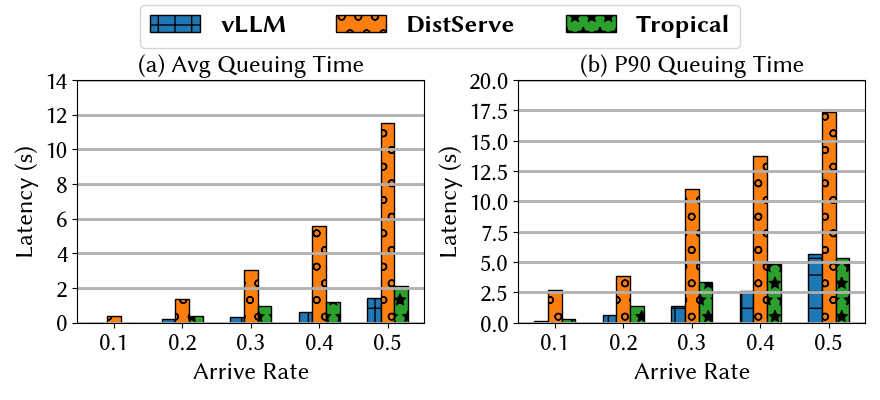 vLLM DistServe Tropical
(a) Avg Queuing Time
14
12
10
8
6
4
2
0
Latency (s)
0.1 0.2 0.3 0.4 0.5
Arrive Rate
(b) P90 Queuing Time
20.0
17.5
15.0
12.5
10.0
7.5
5.0
2.5
0.0
Latency (s)
0.1 0.2 0.3 0.4 0.5
Arrive Rate